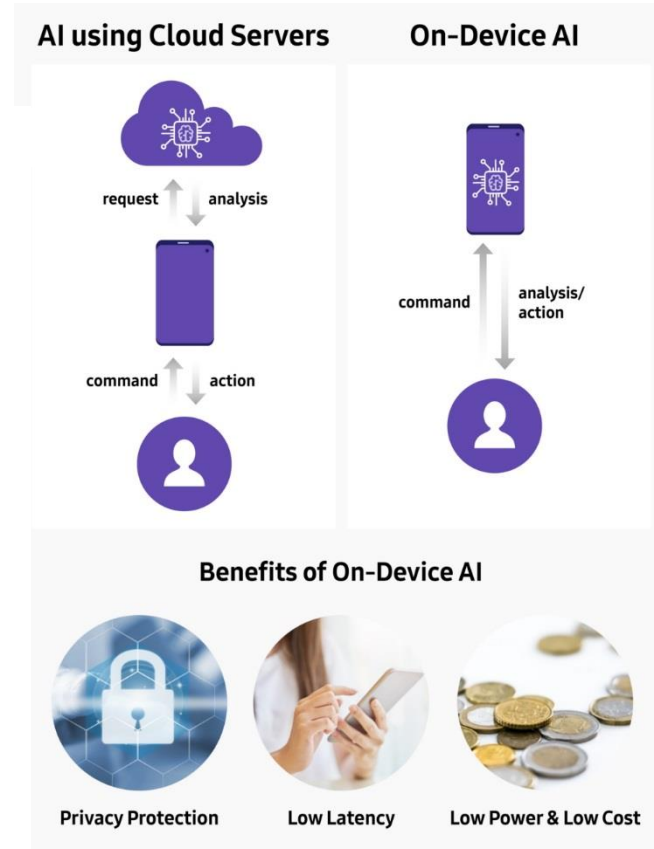 AI using Cloud Servers
On-Device AI
request
analysis
command
action
command
analysis/
action
Benefits of On-Device AI
Privacy Protection
Low Latency
Low Power & Low Cost